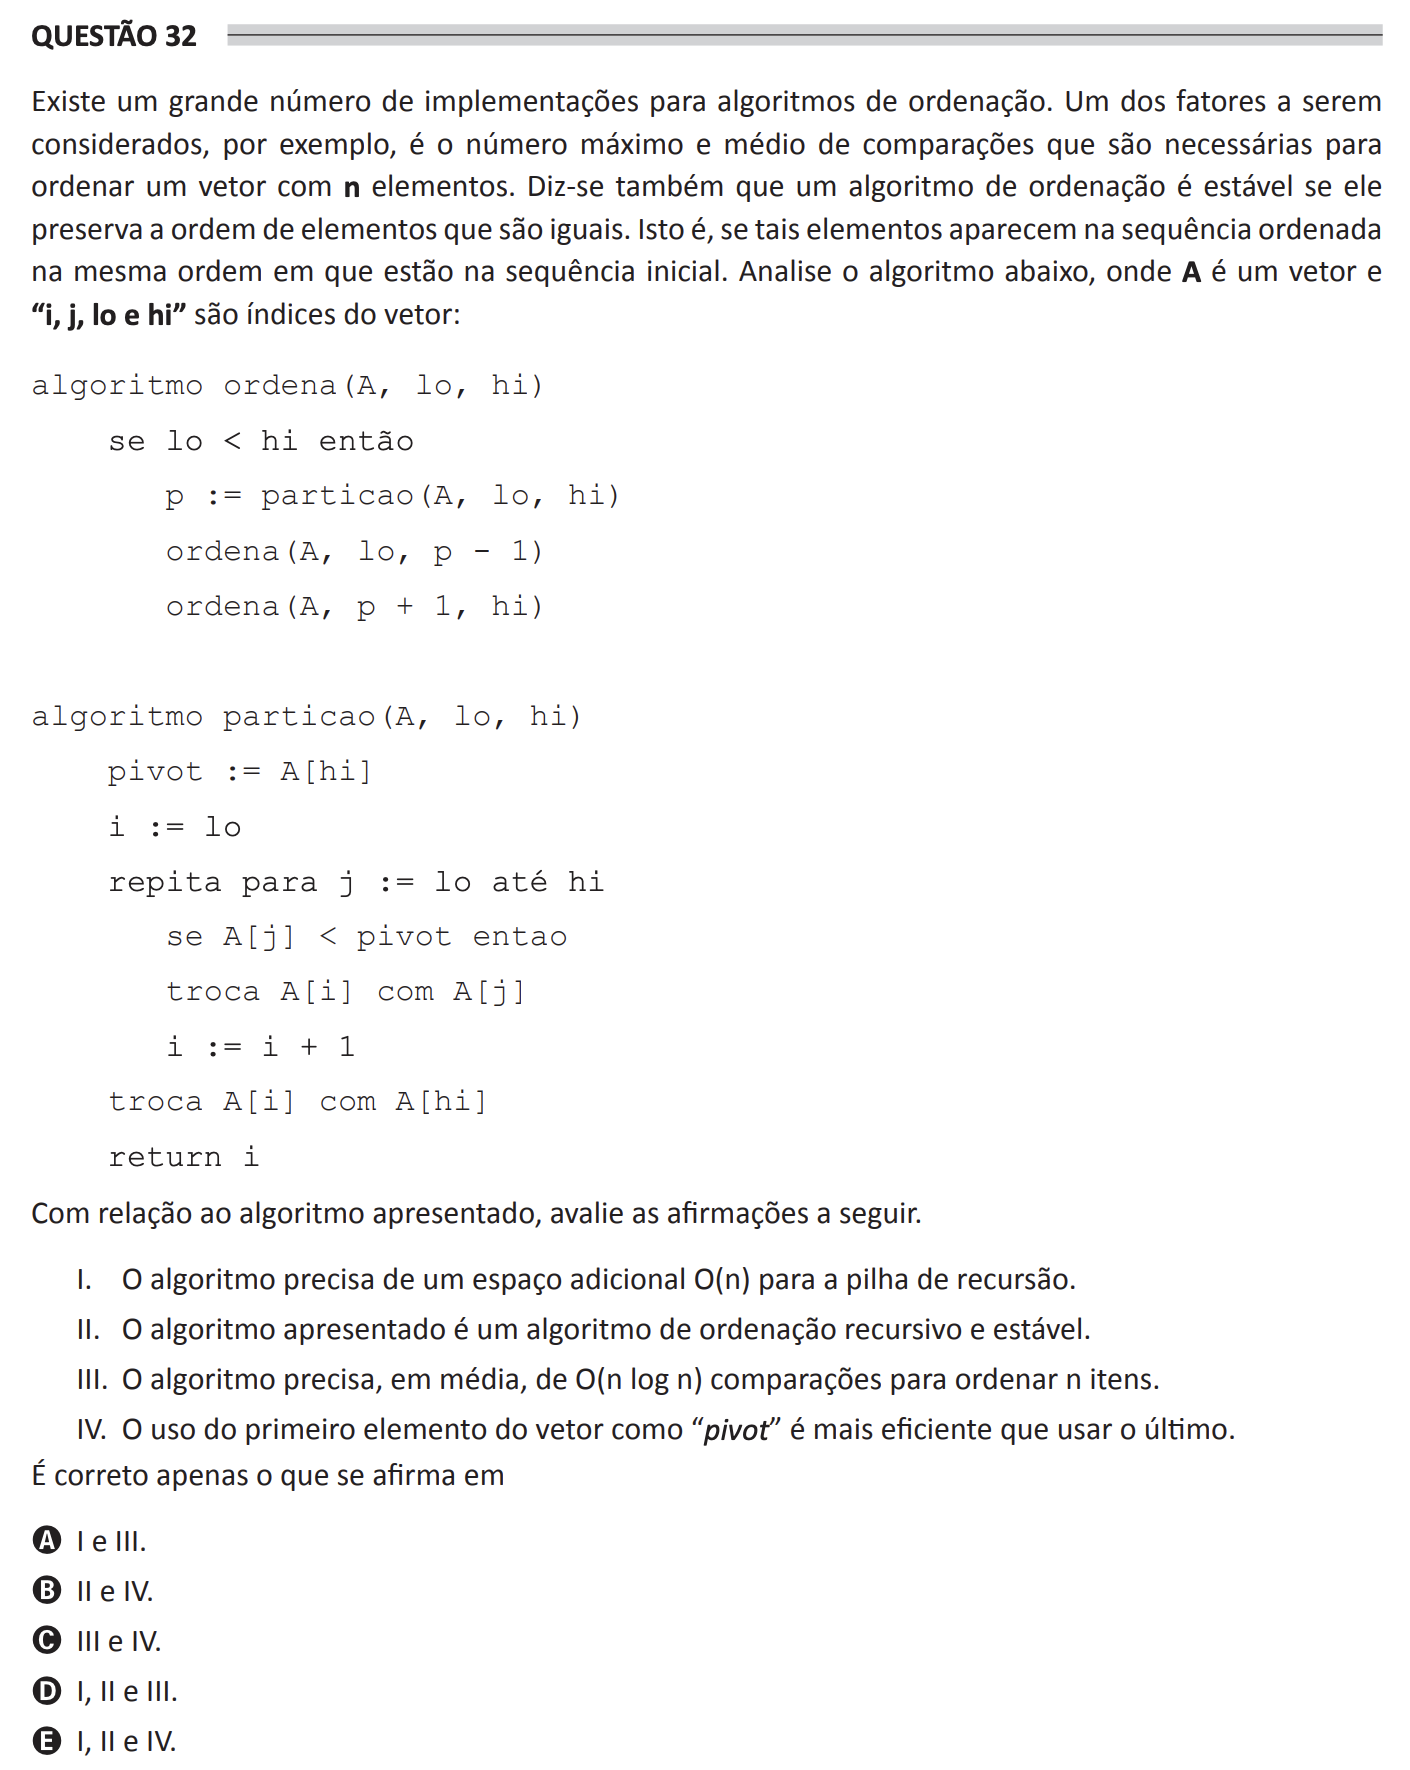 QUESTÃO 32
Existe um grande número de implementações para algoritmos de ordenação. Um dos fatores a serem
considerados, por exemplo, é o número máximo e médio de comparações que são necessárias para
ordenar um vetor com n elementos. Diz-se também que um algoritmo de ordenação é estável se ele
preserva a ordem de elementos que são iguais. Isto é, se tais elementos aparecem na sequência ordenada
na mesma ordem em que estão na sequência inicial. Analise o algoritmo abaixo, onde A é um vetor e
“i, j, lo e hi” são índices do vetor:
algoritmo ordena(A, lo, hi)
se lo < hi então
p := particao(A, lo, hi)
ordena(A, lo, p - 1)
ordena(A, p + 1, hi)
algoritmo particao(A, lo, hi)
pivot := A[hi]
i := lo
repita para j := lo até hi
se A[j] < pivot entao
troca A[i] com A[j]
i := i + 1
troca A[i] com A[hi]
return i
Com relação ao algoritmo apresentado, avalie as afirmações a seguir.
I. O algoritmo precisa de um espaço adicional O(n) para a pilha de recursão.
II. O algoritmo apresentado é um algoritmo de ordenação recursivo e estável.
III. O algoritmo precisa, em média, de O(n log n) comparações para ordenar n itens.
IV. O uso do primeiro elemento do vetor como “pivot” é mais eficiente que usar o último.
É correto apenas o que se afirma em
A I e III.
B II e IV.
C III e IV.
D I, II e III.
E I, II e IV.